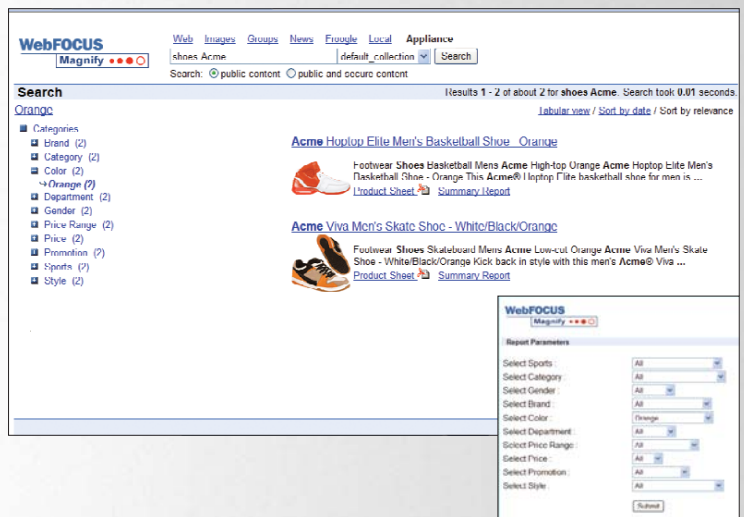 WebFOCUS
Magnify
Web Images Groups News Froogle Local Appliance
shoes Acme default_collection Search
Search: public content public and secure content
Search Results 1 - 2 of about 2 for shoes Acme. Search took 0.01 seconds.
Orange Tabular view / Sort by date / Sort by relevance
Categories
Brand (2)
Category (2)
Color (2)
Orange (2)
Department (2)
Gender (2)
Price Range (2)
Price (2)
Promotion (2)
Sports (2)
Style (2)
Acme Hoptop Elite Men's Basketball Shoe Orange
Footwear Shoes Basketball Mens Acme High-top Orange Acme Hoptop Elite Men's
Basketball Shoe - Orange This Acme® Hoptop Elite basketball shoe for men is ...
Product Sheet Summary Report
Acme Viva Men's Skate Shoe - White/Black/Orange
Footwear Shoes Skateboard Mens Acme Low-cut Orange Acme Viva Men's Skate
Shoe - White/Black/Orange Kick back in style with this men's Acme® Viva ...
Product Sheet Summary Report
WebFOCUS
Magnify
Report Parameters
Select Sports : All
Select Category : All
Select Gender : All
Select Brand : All
Select Color : Orange
Select Department : All
Select Price Range : All
Select Price : All
Select Promotion : All
Select Style : All
Submit